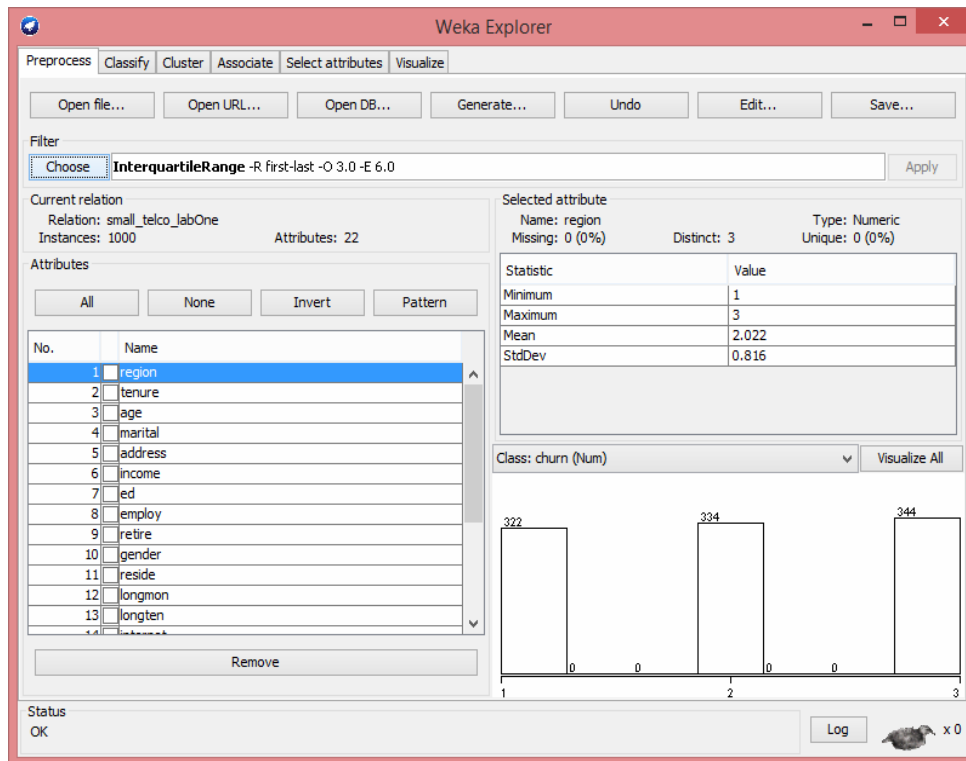 Weka Explorer
Preprocess Classify Cluster Associate Select attributes Visualize
Open file... Open URL... Open DB... Generate... Undo Edit... Save...
Filter
Choose InterquartileRange -R first-last -O 3.0 -E 6.0 Apply
Current relation
Relation: small_telco_labOne
Instances: 1000 Attributes: 22
Attributes
All None Invert Pattern
No. Name
1 region
2 tenure
3 age
4 marital
5 address
6 income
7 ed
8 employ
9 retire
10 gender
11 reside
12 longmon
13 longten
14 internet
Remove
Selected attribute
Name: region Type: Numeric
Missing: 0 (0%) Distinct: 3 Unique: 0 (0%)
Statistic Value
Minimum 1
Maximum 3
Mean 2.022
StdDev 0.816
Class: churn (Num) Visualize All
322 0 0 334 0 0 344
1 2 3
Status
OK
Log x 0